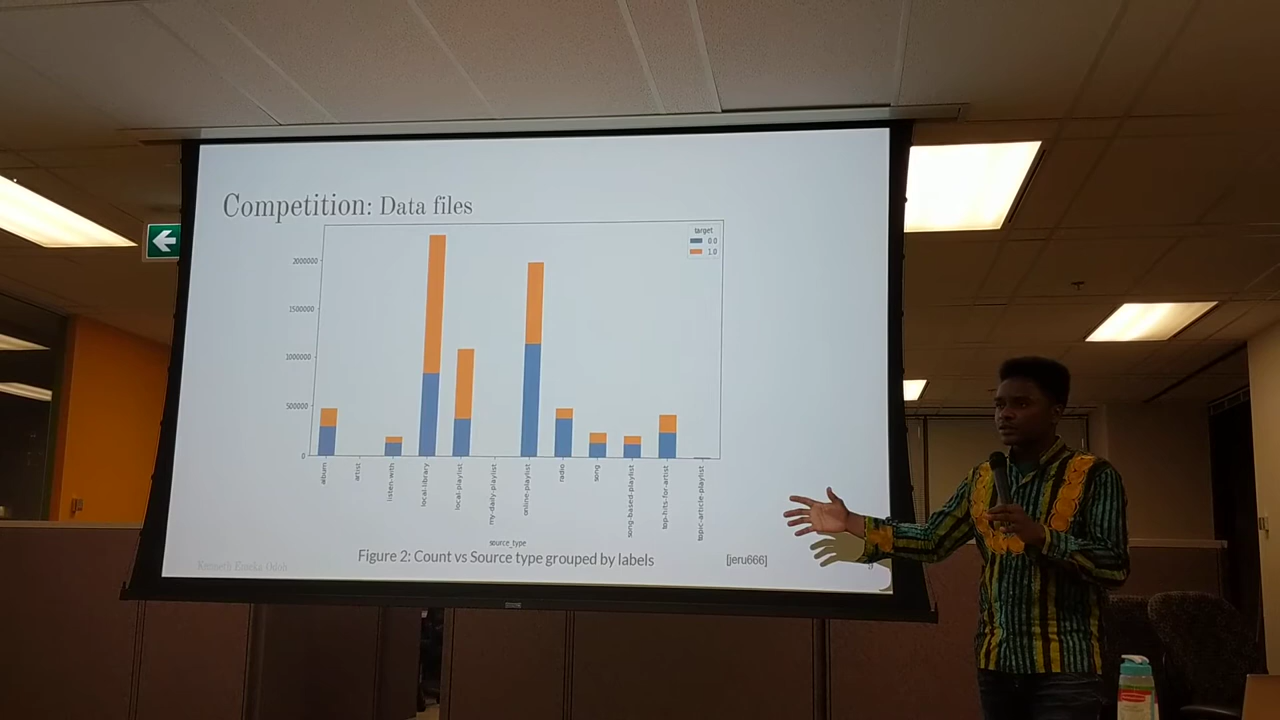 Competition: Data files
target
0.0
1.0
2000000
1500000
1000000
500000
0
album
artist
listen-with
local-library
local-playlist
my-daily-playlist
online-playlist
radio
song
song-based-playlist
top-hits-for-artist
topic-article-playlist
source_type
Figure 2: Count vs Source type grouped by labels
[jeru666]
Kenneth Emeka Odoh
9